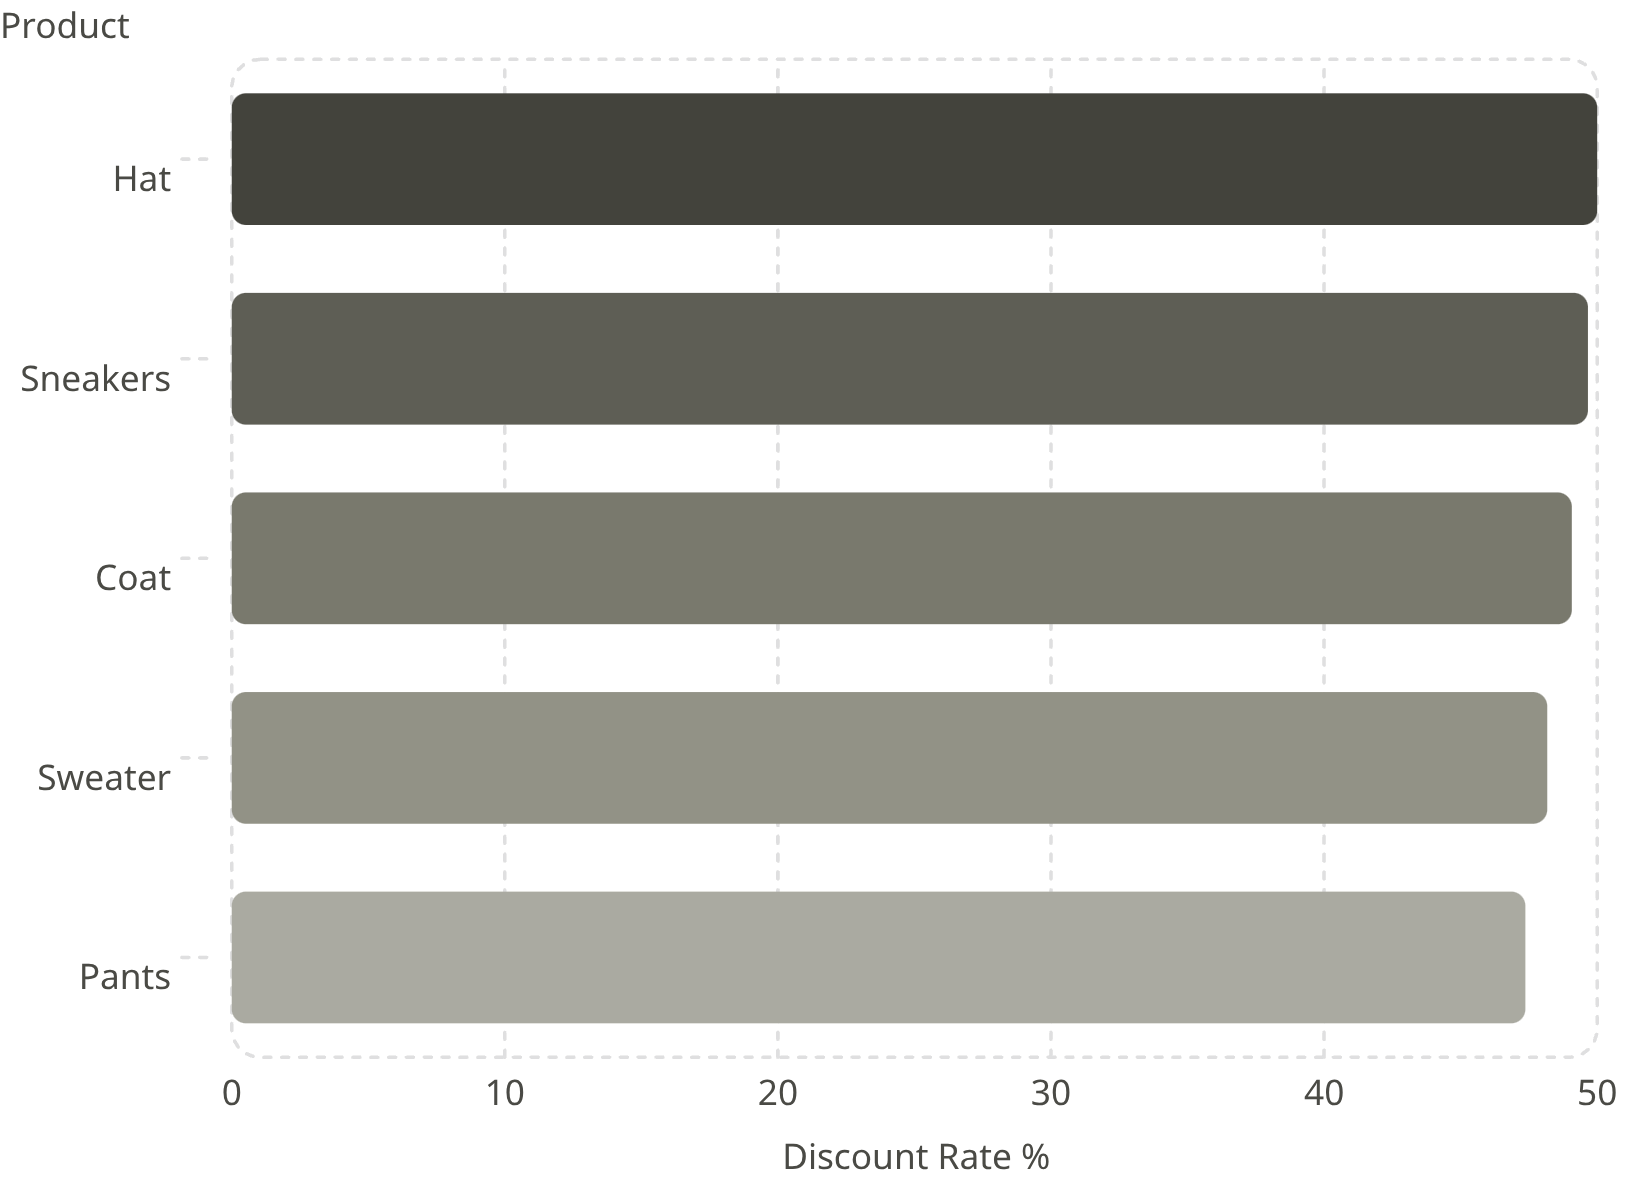 Product
Hat
Sneakers
Coat
Sweater
Pants
0 10 20 30 40 50
Discount Rate %